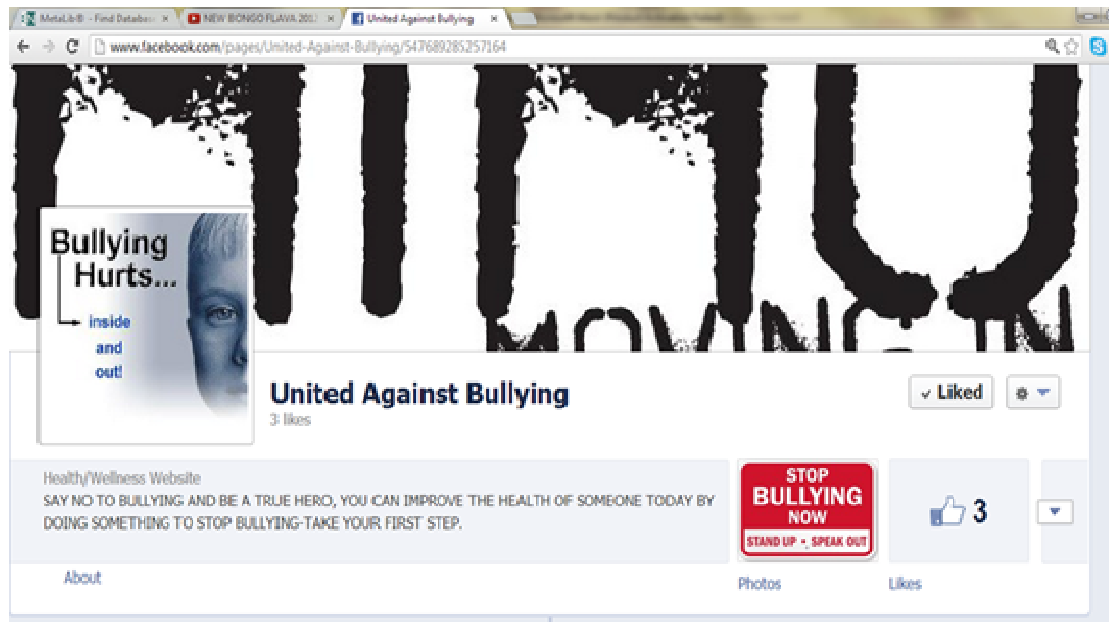 MetaLib® - Find Databas
NEW BONGO FLAVA 201
United Against Bullying
www.facebook.com/pages/United-Against-Bullying/547689285257164
MOVING IN
Bullying
Hurts...
inside
and
out!
United Against Bullying
3 likes
Liked
Health/Wellness Website
SAY NO TO BULLYING AND BE A TRUE HERO, YOU CAN IMPROVE THE HEALTH OF SOMEONE TODAY BY
DOING SOMETHING TO STOP BULLYING-TAKE YOUR FIRST STEP.
STOP
BULLYING
NOW
STAND UP • SPEAK OUT
3
About
Photos
Likes